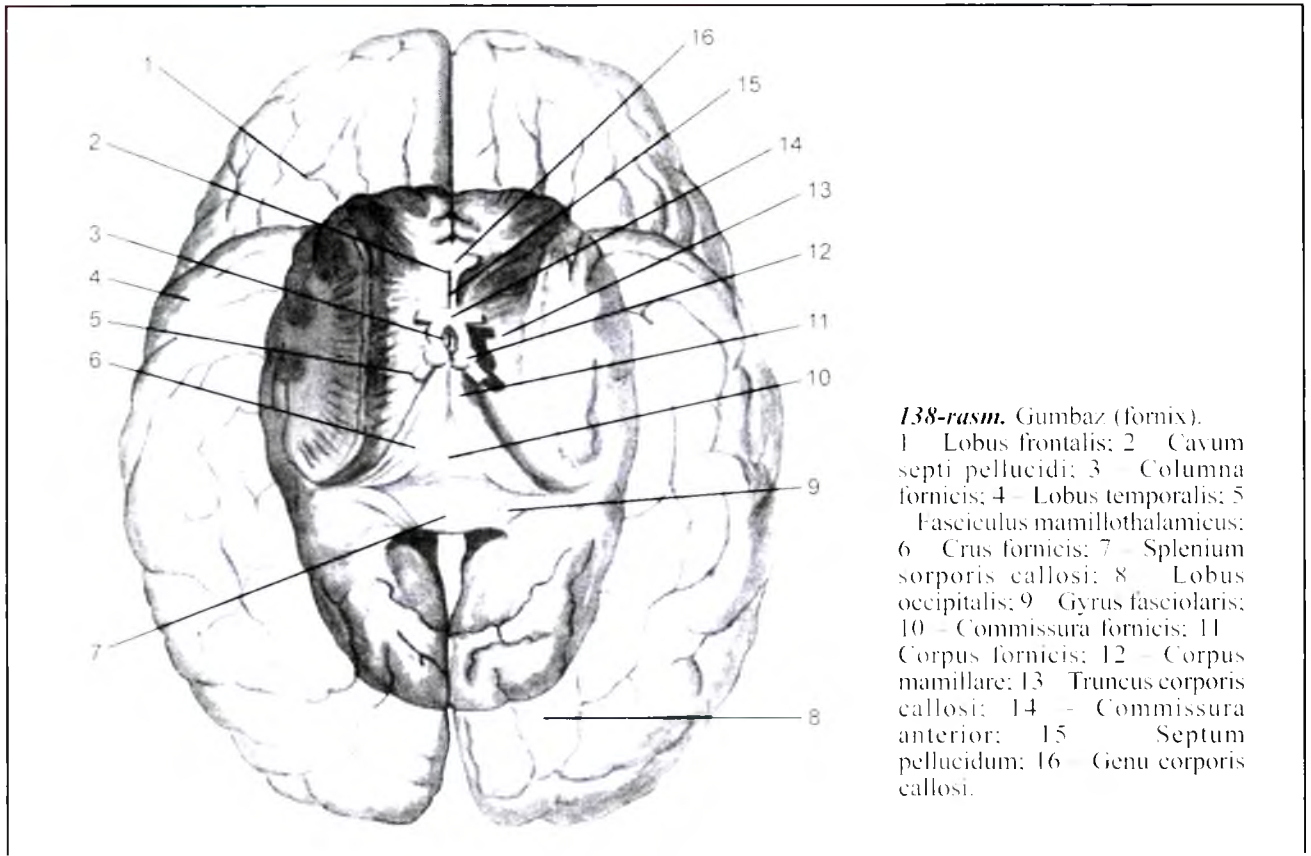 16
1
15
2
14
13
3
12
4
11
5
6
10
9
7
8
138-rasm. Gumbaz (fornix).
1 Lobus frontalis; 2 Cavum
septi pellucidi; 3 – Columna
fornicis; 4 – Lobus temporalis; 5
Fasciculus mamillothalamicus;
6 Crus fornicis; 7 – Splenium
sorporis callosi; 8 Lobus
occipitalis; 9 Gyrus fasciolaris;
10 – Commissura fornicis; 11
Corpus fornicis; 12 – Corpus
mamillare; 13 Truncus corporis
callosi; 14 – Commissura
anterior; 15 Septum
pellucidum; 16 Genu corporis
callosi.